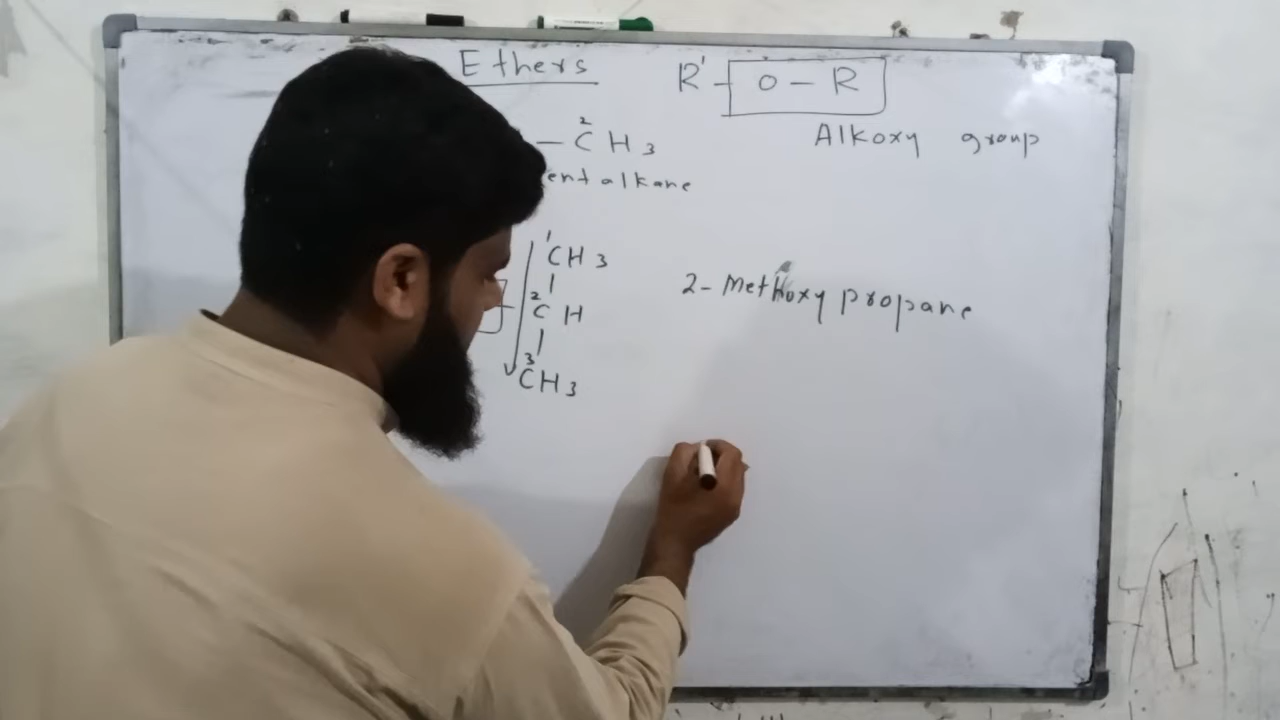 Ethers R' - O - R
- ²CH3 Alkoxy group
ent alkane
¹CH3
2- Methoxy propane
²CH
³CH3